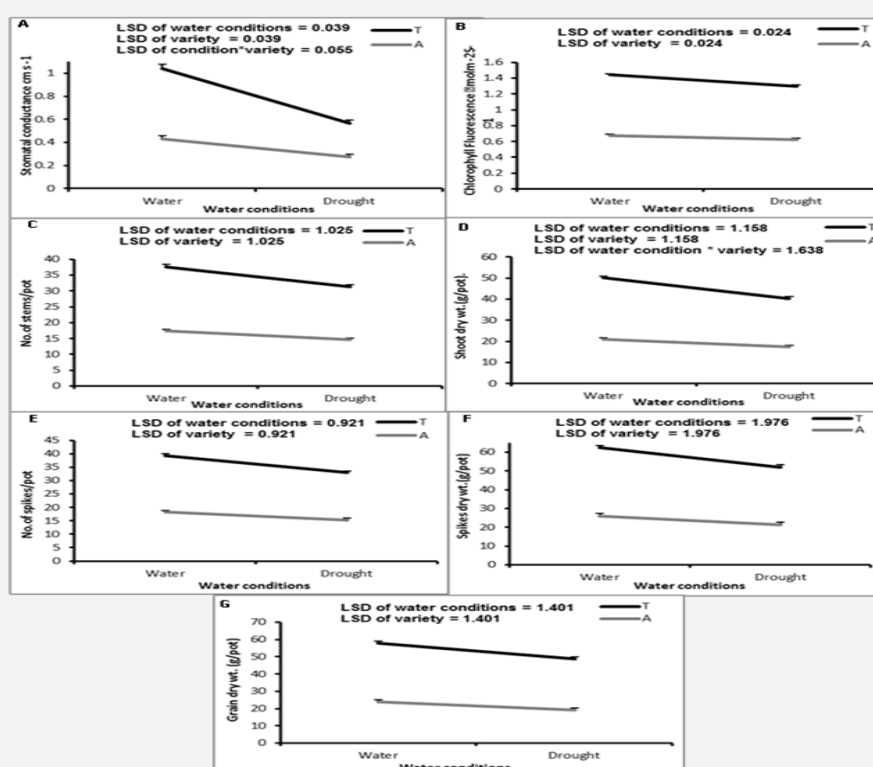 A
LSD of water conditions = 0.039
LSD of variety = 0.039
LSD of condition*variety = 0.055
T
A
Stomatal conductance cm s -1
1
0.8
0.6
0.4
0.2
0
Water
Drought
Water conditions
B
LSD of water conditions = 0.024
LSD of variety = 0.024
T
A
Chlorophyll Fluorescence molm-2S-
1.6
1.4
1.2
1
0.8
0.6
0.4
0.2
0
Water
Drought
Water conditions
C
LSD of water conditions = 1.025
LSD of variety = 1.025
T
A
No.of stems/pot
40
35
30
25
20
15
10
5
0
Water
Drought
Water conditions
D
LSD of water conditions = 1.158
LSD of variety = 1.158
LSD of water condition * variety = 1.638
T
A
Shoot dry wt.(g/pot).
60
50
40
30
20
10
0
Water
Drought
Water conditions
E
LSD of water conditions = 0.921
LSD of variety = 0.921
T
A
No.of spikes/pot
45
40
35
30
25
20
15
10
5
0
Water
Drought
Water conditions
F
LSD of water conditions = 1.976
LSD of variety = 1.976
T
A
Spikes dry wt.(g/pot)
60
50
40
30
20
10
0
Water
Drought
Water conditions
G
LSD of water conditions = 1.401
LSD of variety = 1.401
T
A
Grain dry wt. (g/pot)
70
60
50
40
30
20
10
0
Water
Drought
Water conditions